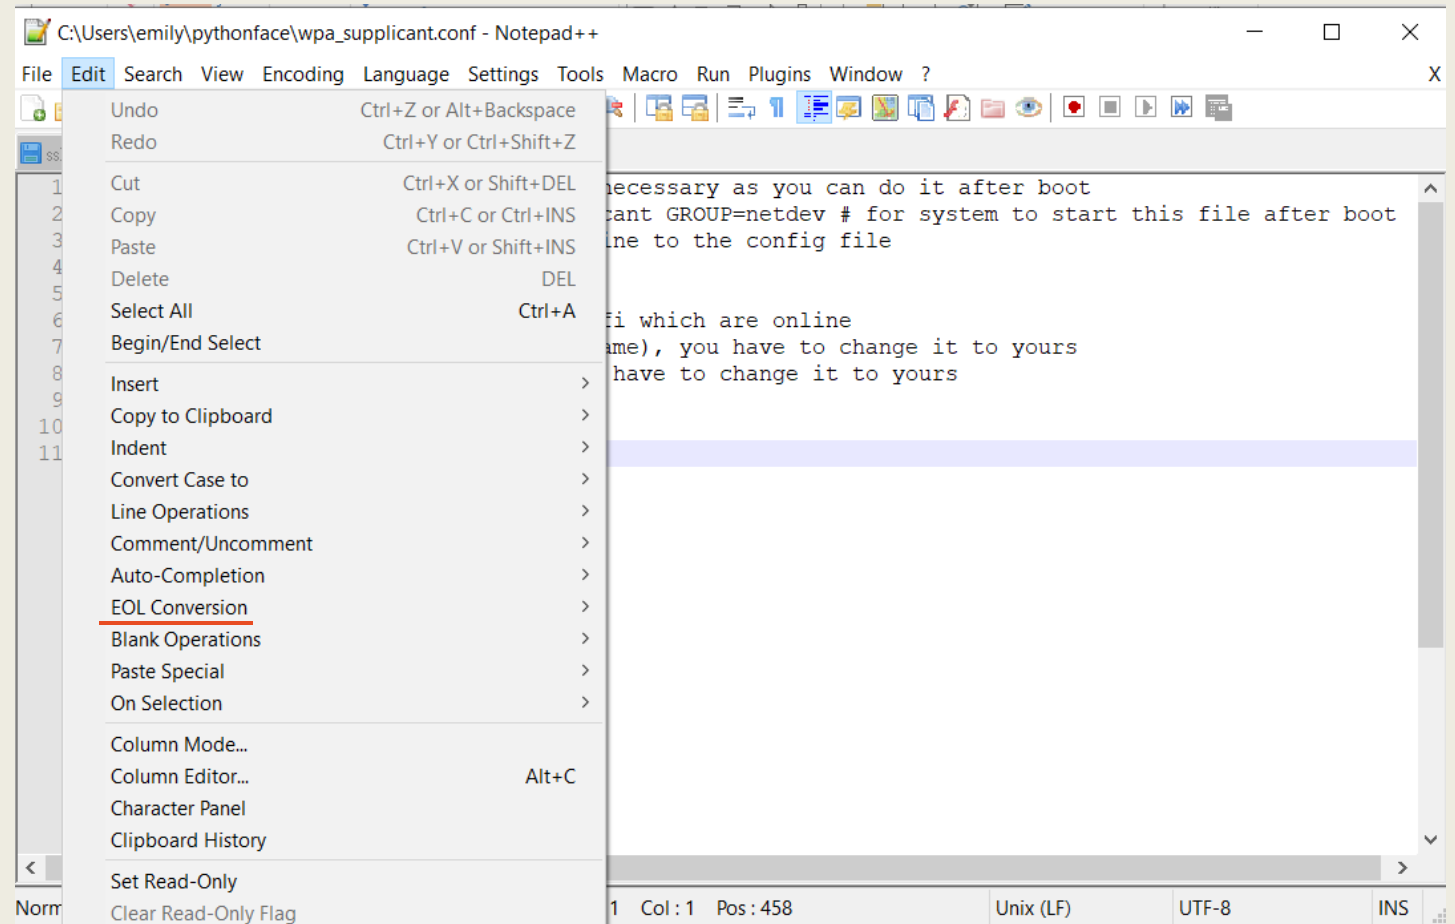 C:\Users\emily\pythonface\wpa_supplicant.conf - Notepad++
File Edit Search View Encoding Language Settings Tools Macro Run Plugins Window ? X
Undo Ctrl+Z or Alt+Backspace
Redo Ctrl+Y or Ctrl+Shift+Z
Cut Ctrl+X or Shift+DEL
Copy Ctrl+C or Ctrl+INS
Paste Ctrl+V or Shift+INS
Delete DEL
Select All Ctrl+A
Begin/End Select
Insert
Copy to Clipboard
Indent
Convert Case to
Line Operations
Comment/Uncomment
Auto-Completion
EOL Conversion
Blank Operations
Paste Special
On Selection
Column Mode...
Column Editor... Alt+C
Character Panel
Clipboard History
Set Read-Only
Clear Read-Only Flag
ss
1 necessary as you can do it after boot
2 cant GROUP=netdev # for system to start this file after boot
3 ine to the config file
4
5
6 fi which are online
7 ame), you have to change it to yours
8 have to change it to yours
9
10
11
Norm 1 Col : 1 Pos : 458 Unix (LF) UTF-8 INS